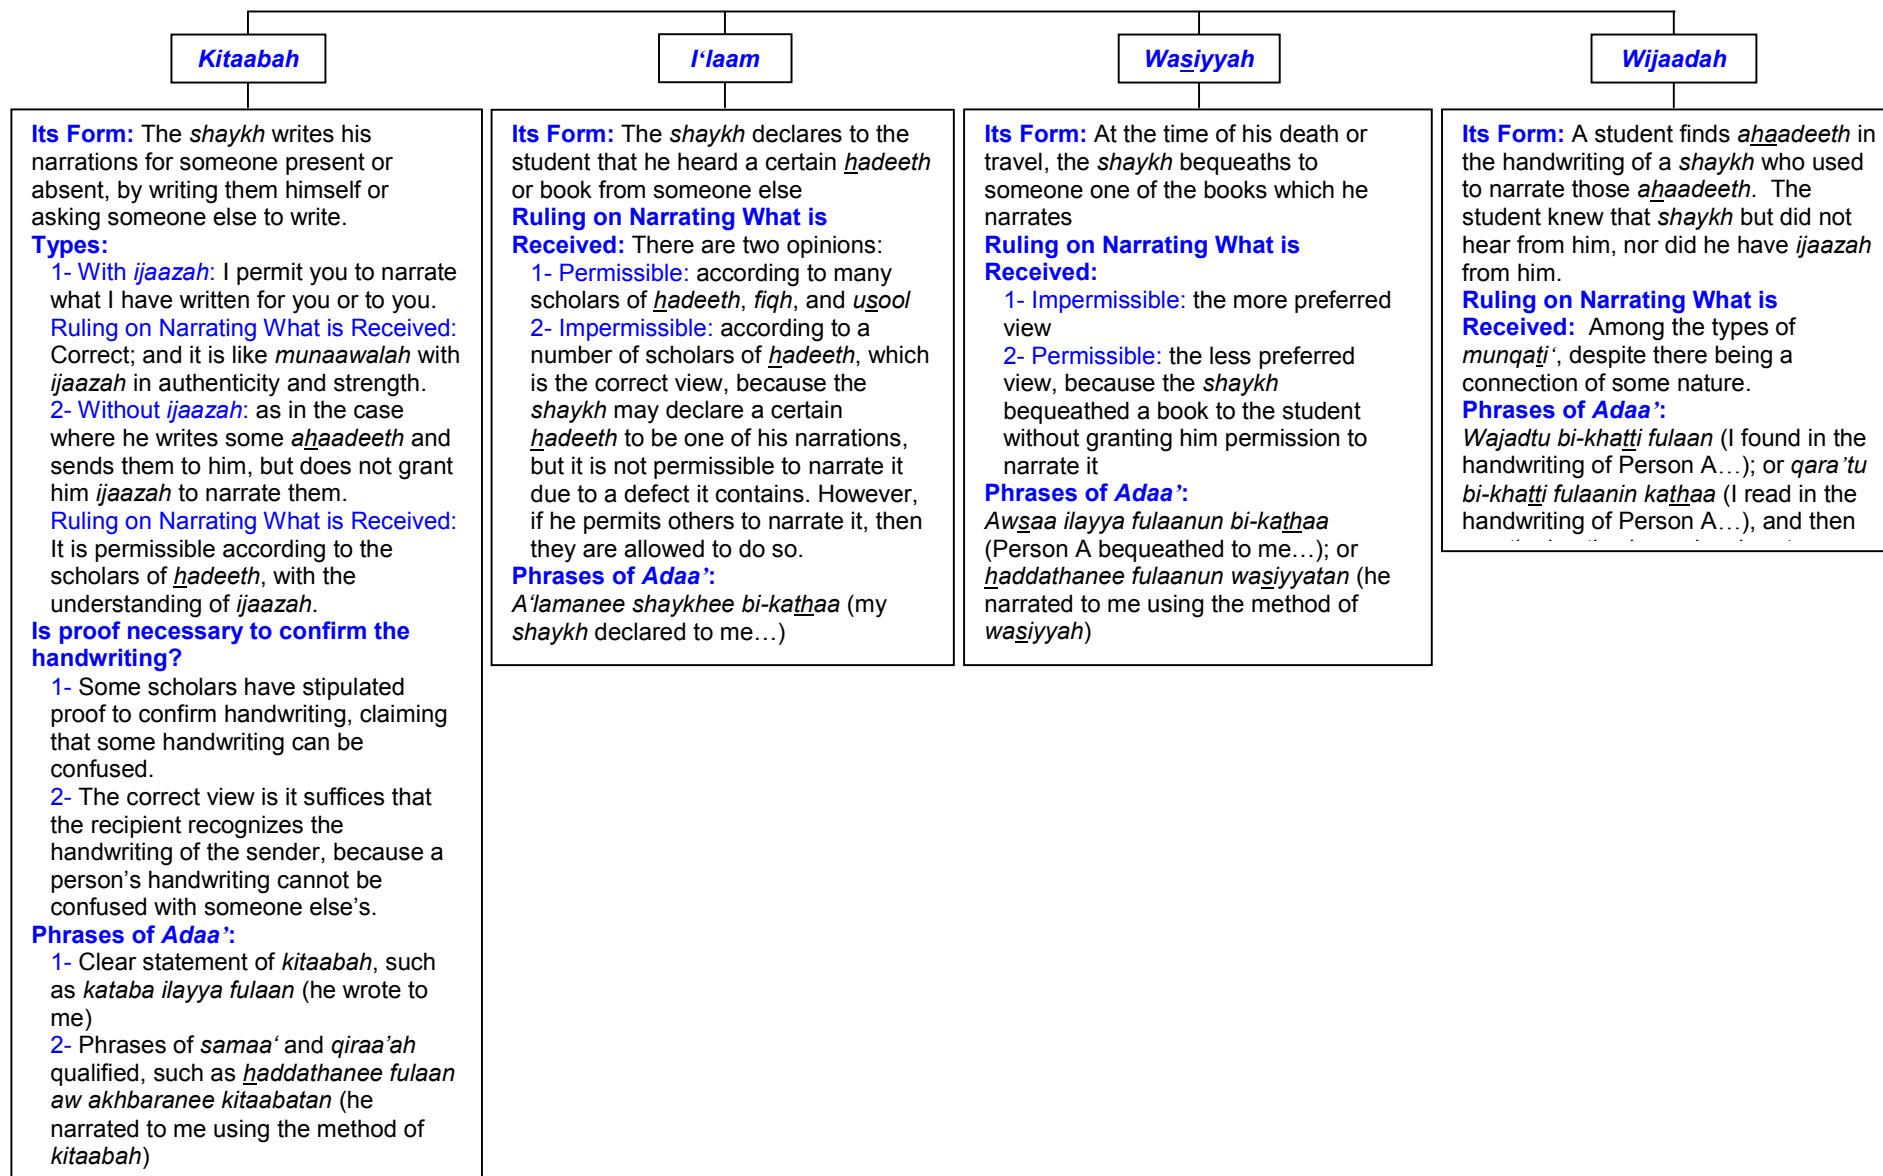 Kitaabah
I‘laam
Wasiyyah
Wijaadah
Its Form: The shaykh writes his
narrations for someone present or
absent, by writing them himself or
asking someone else to write.
Types:
1- With ijaazah: I permit you to narrate
what I have written for you or to you.
Ruling on Narrating What is Received:
Correct; and it is like munaawalah with
ijaazah in authenticity and strength.
2- Without ijaazah: as in the case
where he writes some ahaadeeth and
sends them to him, but does not grant
him ijaazah to narrate them.
Ruling on Narrating What is Received:
It is permissible according to the
scholars of hadeeth, with the
understanding of ijaazah.
Is proof necessary to confirm the
handwriting?
1- Some scholars have stipulated
proof to confirm handwriting, claiming
that some handwriting can be
confused.
2- The correct view is it suffices that
the recipient recognizes the
handwriting of the sender, because a
person’s handwriting cannot be
confused with someone else’s.
Phrases of Adaa’:
1- Clear statement of kitaabah, such
as kataba ilayya fulaan (he wrote to
me)
2- Phrases of samaa‘ and qiraa’ah
qualified, such as haddathanee fulaan
aw akhbaranee kitaabatan (he
narrated to me using the method of
kitaabah)
Its Form: The shaykh declares to the
student that he heard a certain hadeeth
or book from someone else
Ruling on Narrating What is
Received: There are two opinions:
1- Permissible: according to many
scholars of hadeeth, fiqh, and usool
2- Impermissible: according to a
number of scholars of hadeeth, which
is the correct view, because the
shaykh may declare a certain
hadeeth to be one of his narrations,
but it is not permissible to narrate it
due to a defect it contains. However,
if he permits others to narrate it, then
they are allowed to do so.
Phrases of Adaa’:
A‘lamanee shaykhee bi-kathaa (my
shaykh declared to me…)
Its Form: At the time of his death or
travel, the shaykh bequeaths to
someone one of the books which he
narrates
Ruling on Narrating What is
Received:
1- Impermissible: the more preferred
view
2- Permissible: the less preferred
view, because the shaykh
bequeathed a book to the student
without granting him permission to
narrate it
Phrases of Adaa’:
Awsaa ilayya fulaanun bi-kathaa
(Person A bequeathed to me…); or
haddathanee fulaanun wasiyyatan (he
narrated to me using the method of
wasiyyah)
Its Form: A student finds ahaadeeth in
the handwriting of a shaykh who used
to narrate those ahaadeeth. The
student knew that shaykh but did not
hear from him, nor did he have ijaazah
from him.
Ruling on Narrating What is
Received: Among the types of
munqati‘, despite there being a
connection of some nature.
Phrases of Adaa’:
Wajadtu bi-khatti fulaan (I found in the
handwriting of Person A…); or qara’tu
bi-khatti fulaanin kathaa (I read in the
handwriting of Person A…), and then